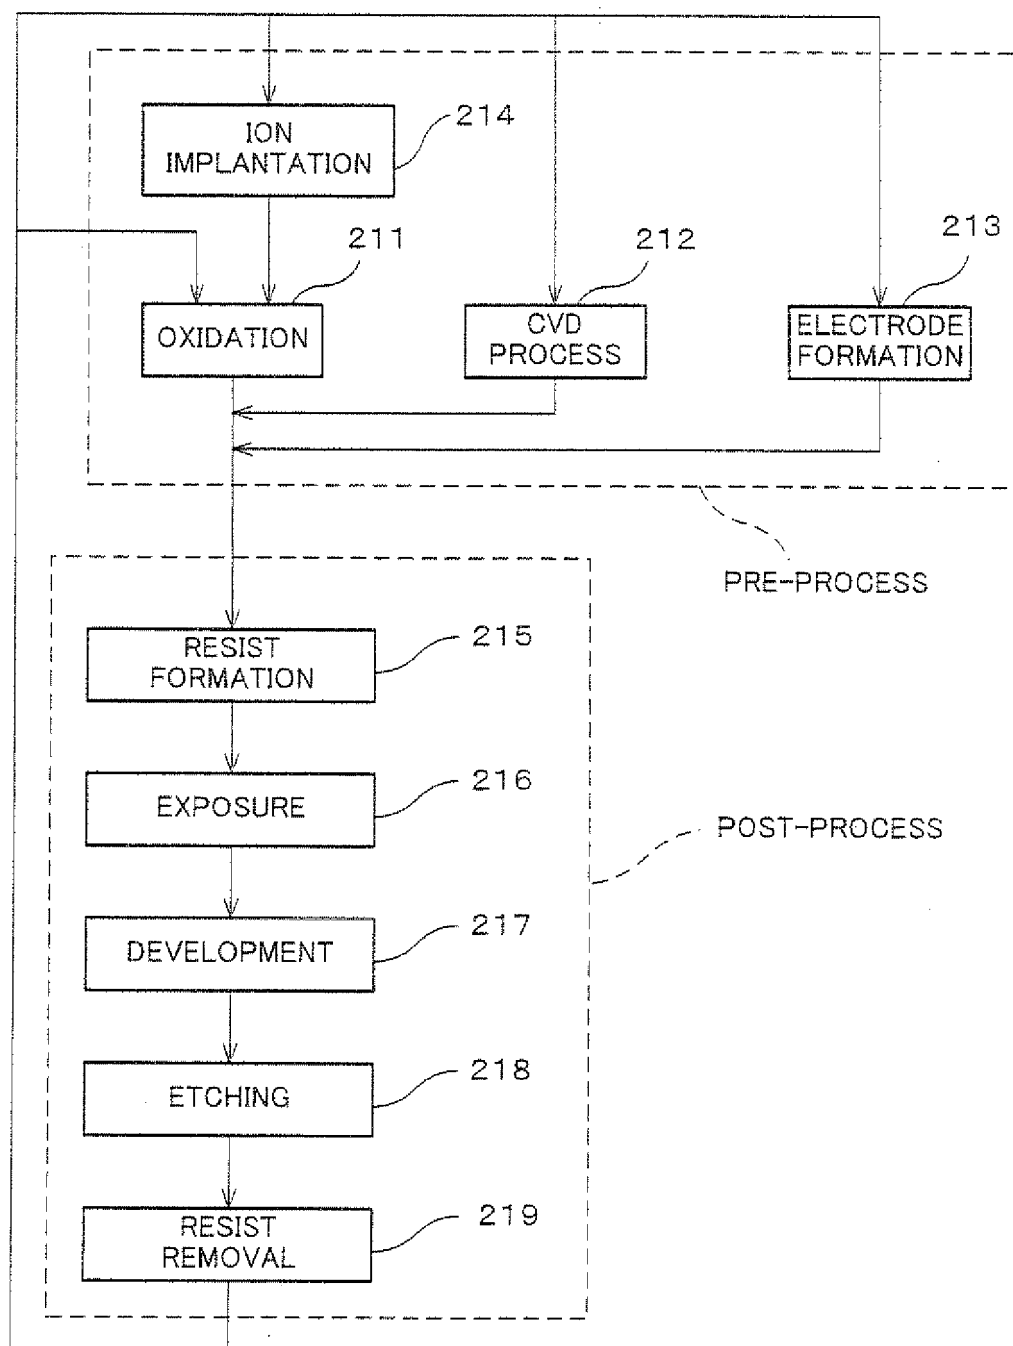 ION
IMPLANTATION
214
211
212
213
OXIDATION
CVD
PROCESS
ELECTRODE
FORMATION
PRE-PROCESS
RESIST
FORMATION
215
EXPOSURE
216
POST-PROCESS
DEVELOPMENT
217
ETCHING
218
RESIST
REMOVAL
219